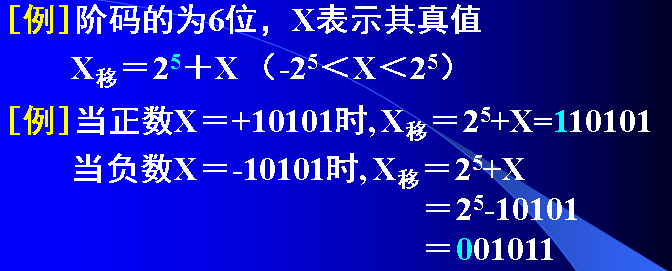 [例]阶码的为6位，X表示其真值
X移＝2⁵＋X（-2⁵＜X＜2⁵）
[例]当正数X＝+10101时, X移＝2⁵+X=110101
当负数X＝-10101时, X移＝2⁵+X
＝2⁵-10101
＝001011